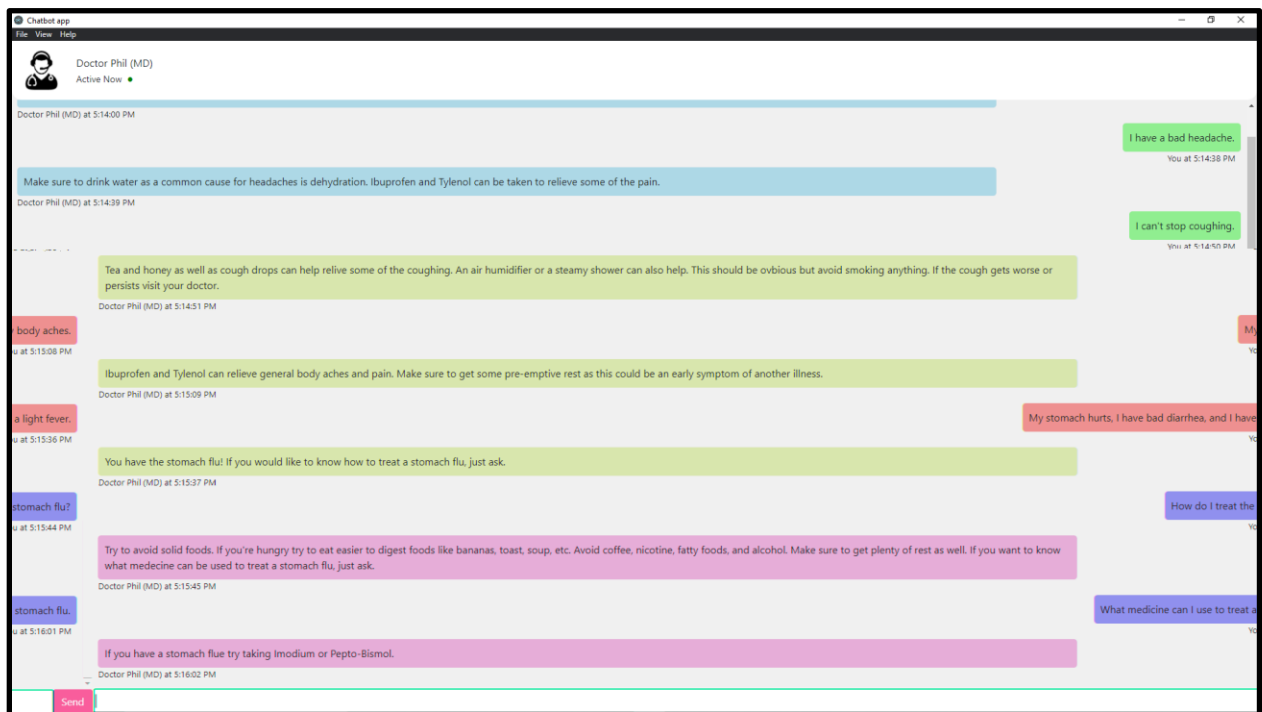 Chatbot app
File View Help
Doctor Phil (MD)
Active Now
Doctor Phil (MD) at 5:14:00 PM
I have a bad headache.
You at 5:14:38 PM
Make sure to drink water as a common cause for headaches is dehydration. Ibuprofen and Tylenol can be taken to relieve some of the pain.
Doctor Phil (MD) at 5:14:39 PM
I can't stop coughing.
You at 5:14:50 PM
Tea and honey as well as cough drops can help relive some of the coughing. An air humidifier or a steamy shower can also help. This should be ovbious but avoid smoking anything. If the cough gets worse or
persists visit your doctor.
Doctor Phil (MD) at 5:14:51 PM
body aches.
My
u at 5:15:08 PM
Yo
Ibuprofen and Tylenol can relieve general body aches and pain. Make sure to get some pre-emptive rest as this could be an early symptom of another illness.
Doctor Phil (MD) at 5:15:09 PM
a light fever.
My stomach hurts, I have bad diarrhea, and I have
u at 5:15:36 PM
Yo
You have the stomach flu! If you would like to know how to treat a stomach flu, just ask.
Doctor Phil (MD) at 5:15:37 PM
stomach flu?
How do I treat the
u at 5:15:44 PM
Yo
Try to avoid solid foods. If you're hungry try to eat easier to digest foods like bananas, toast, soup, etc. Avoid coffee, nicotine, fatty foods, and alcohol. Make sure to get plenty of rest as well. If you want to know
what medecine can be used to treat a stomach flu, just ask.
Doctor Phil (MD) at 5:15:45 PM
stomach flu.
What medicine can I use to treat a
u at 5:16:01 PM
Yo
If you have a stomach flue try taking Imodium or Pepto-Bismol.
Doctor Phil (MD) at 5:16:02 PM
Send